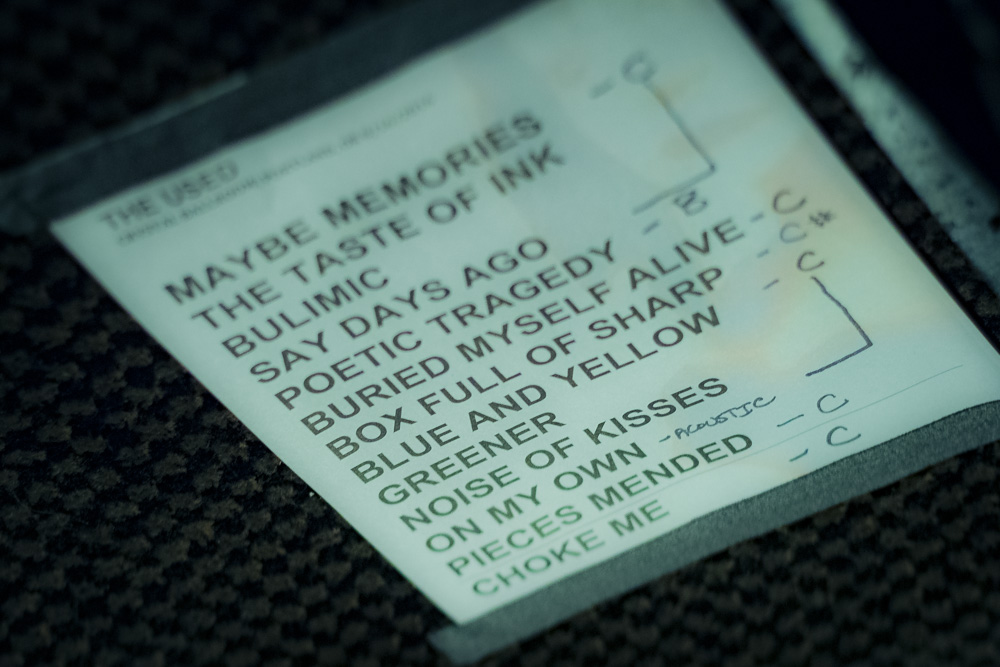 THE USED
MAYBE MEMORIES - C
THE TASTE OF INK
BULIMIC
SAY DAYS AGO
POETIC TRAGEDY - B
BURIED MYSELF ALIVE - C
BOX FULL OF SHARP - C#
BLUE AND YELLOW - C
GREENER
NOISE OF KISSES
ON MY OWN - ACOUSTIC
PIECES MENDED - C
CHOKE ME - C